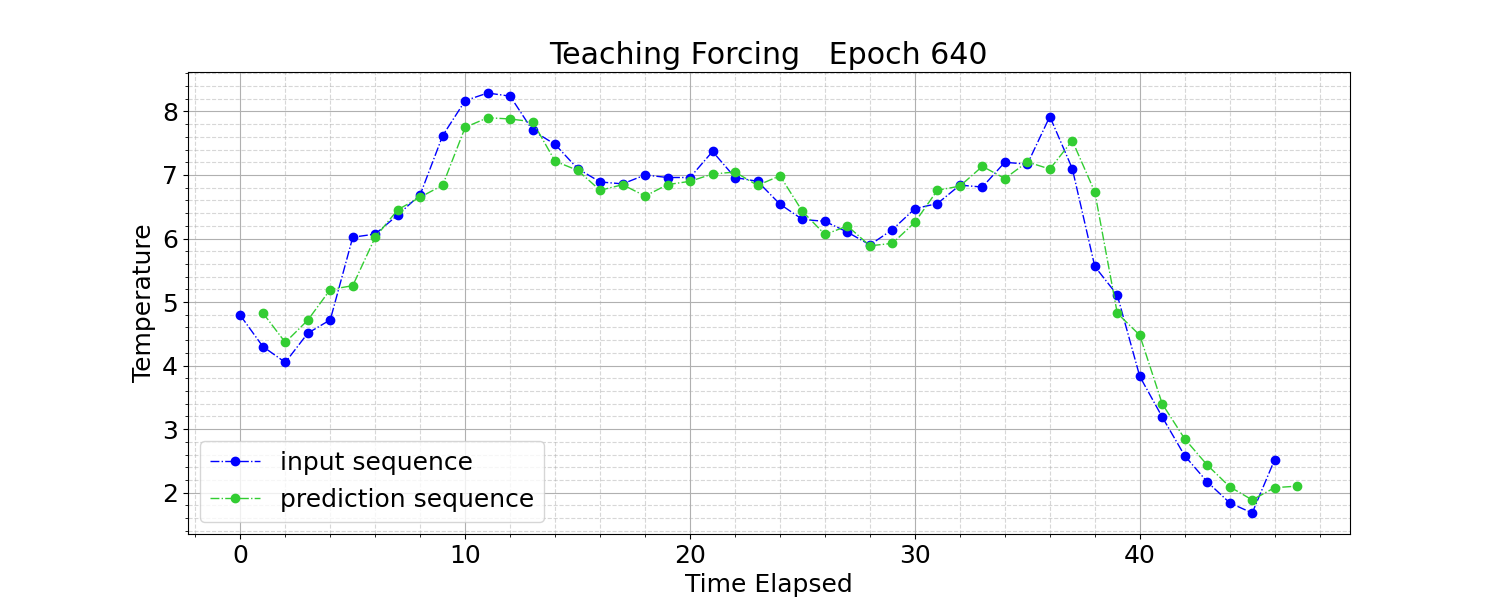 Teaching Forcing   Epoch 640
8
7
6
5
4
3
2
Temperature
input sequence
prediction sequence
0 10 20 30 40
Time Elapsed